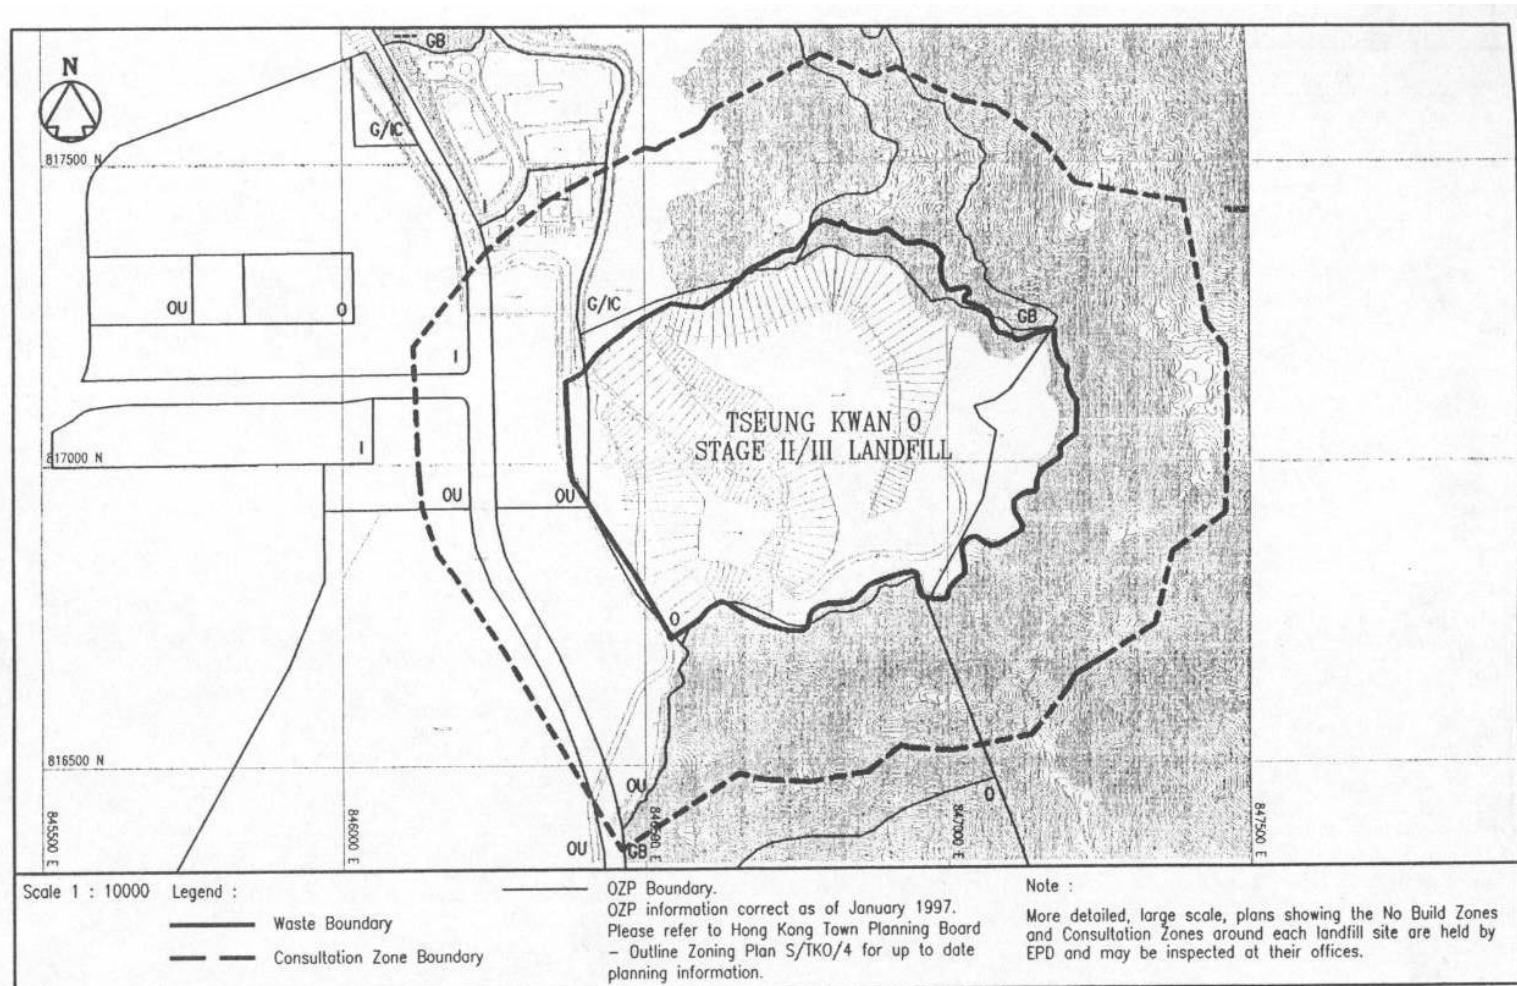 GB
N
G/IC
817500 N
I
G/IC
OU
O
GB
I
TSEUNG KWAN O
STAGE II/III LANDFILL
I
817000 N
OU
OU
O
816500 N
OU
O
OU
GB
845500 E
846000 E
846500 E
847000 E
847500 E
Scale 1 : 10000
Legend :
Waste Boundary
Consultation Zone Boundary
OZP Boundary.
OZP information correct as of January 1997.
Please refer to Hong Kong Town Planning Board
– Outline Zoning Plan S/TKO/4 for up to date
planning information.
Note :
More detailed, large scale, plans showing the No Build Zones
and Consultation Zones around each landfill site are held by
EPD and may be inspected at their offices.